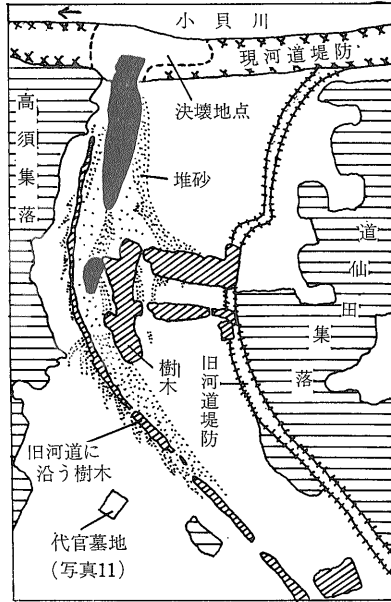 小貝川
現河道堤防
決壊地点
高須集落
堆砂
道仙田集落
樹木
旧河道堤防
旧河道に
沿う樹木
代官墓地
(写真11)